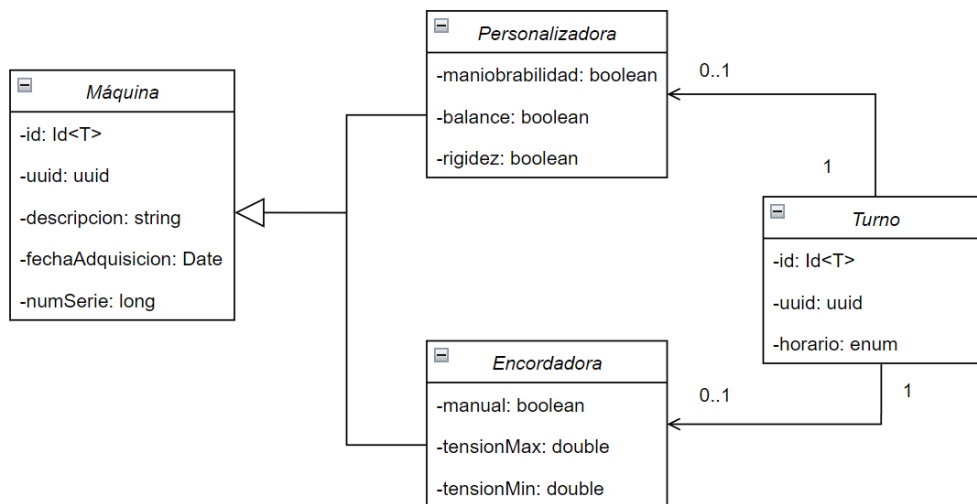 Máquina
-id: Id<T>
-uuid: uuid
-descripcion: string
-fechaAdquisicion: Date
-numSerie: long
Personalizadora
-maniobrabilidad: boolean
-balance: boolean
-rigidez: boolean
0..1
1
Turno
-id: Id<T>
-uuid: uuid
-horario: enum
Encordadora
-manual: boolean
-tensionMax: double
-tensionMin: double
0..1
1